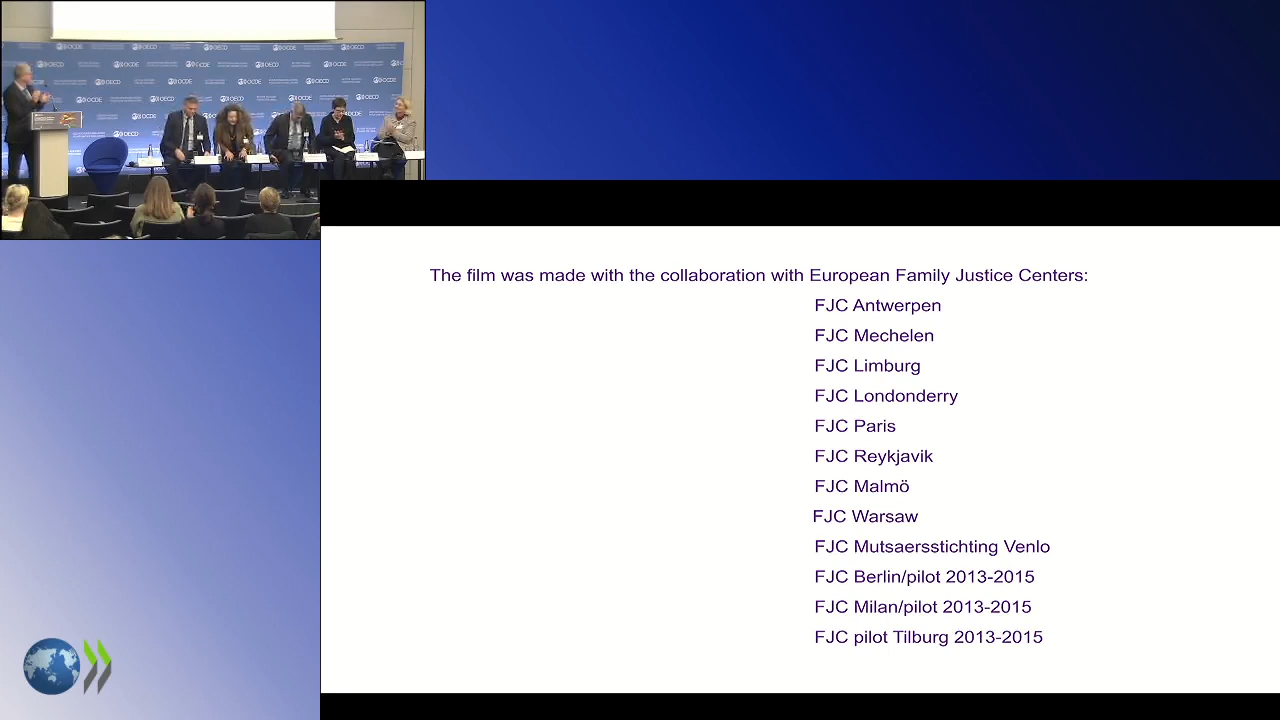 The film was made with the collaboration with European Family Justice Centers:
FJC Antwerpen
FJC Mechelen
FJC Limburg
FJC Londonderry
FJC Paris
FJC Reykjavik
FJC Malmö
FJC Warsaw
FJC Mutsaersstichting Venlo
FJC Berlin/pilot 2013-2015
FJC Milan/pilot 2013-2015
FJC pilot Tilburg 2013-2015